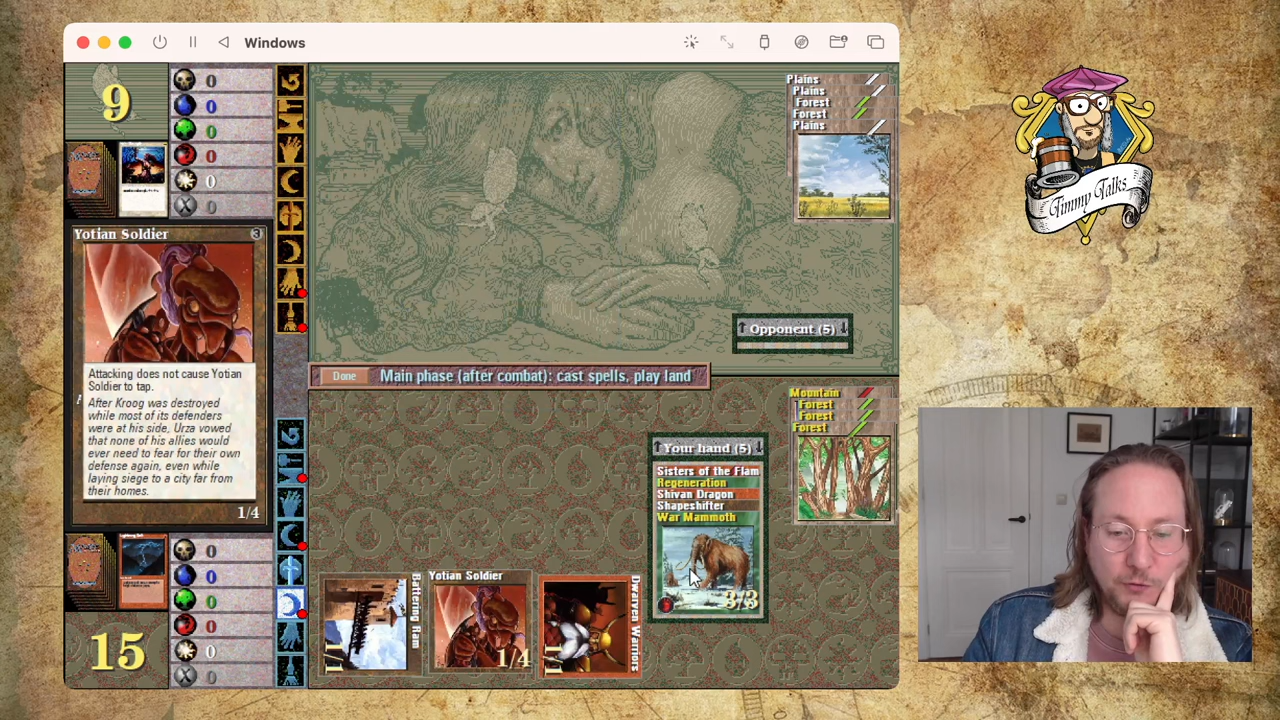 Windows
9
0
0
0
0
0
0
Yotian Soldier 3
Attacking does not cause Yotian
Soldier to tap.
After Kroog was destroyed
while most of its defenders
were at his side, Urza vowed
that none of his allies would
ever need to fear for their own
defense again, even while
laying siege to a city far from
their homes.
1/4
Plains
Plains
Forest
Forest
Plains
Opponent (5)
Done
Main phase (after combat): cast spells, play land
Mountain
Forest
Forest
Forest
Your hand (5)
Sisters of the Flam
Regeneration
Shivan Dragon
Shapeshifter
War Mammoth
3/3
Battering Ram
1/1
Yotian Soldier
1/4
Dwarven Warriors
1/1
15
0
0
0
0
0
0
X
X
Timmy Talks